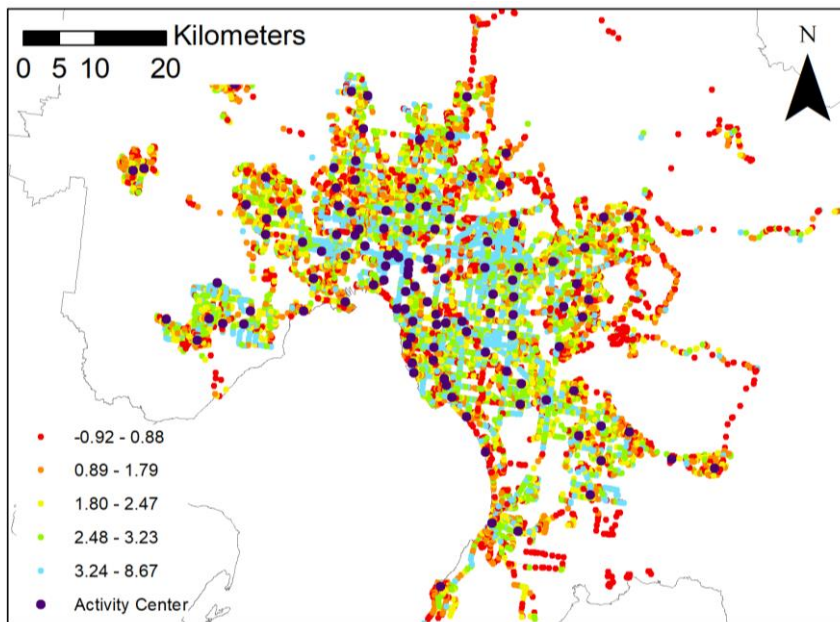 Kilometers
0 5 10 20
N
-0.92 - 0.88
0.89 - 1.79
1.80 - 2.47
2.48 - 3.23
3.24 - 8.67
Activity Center